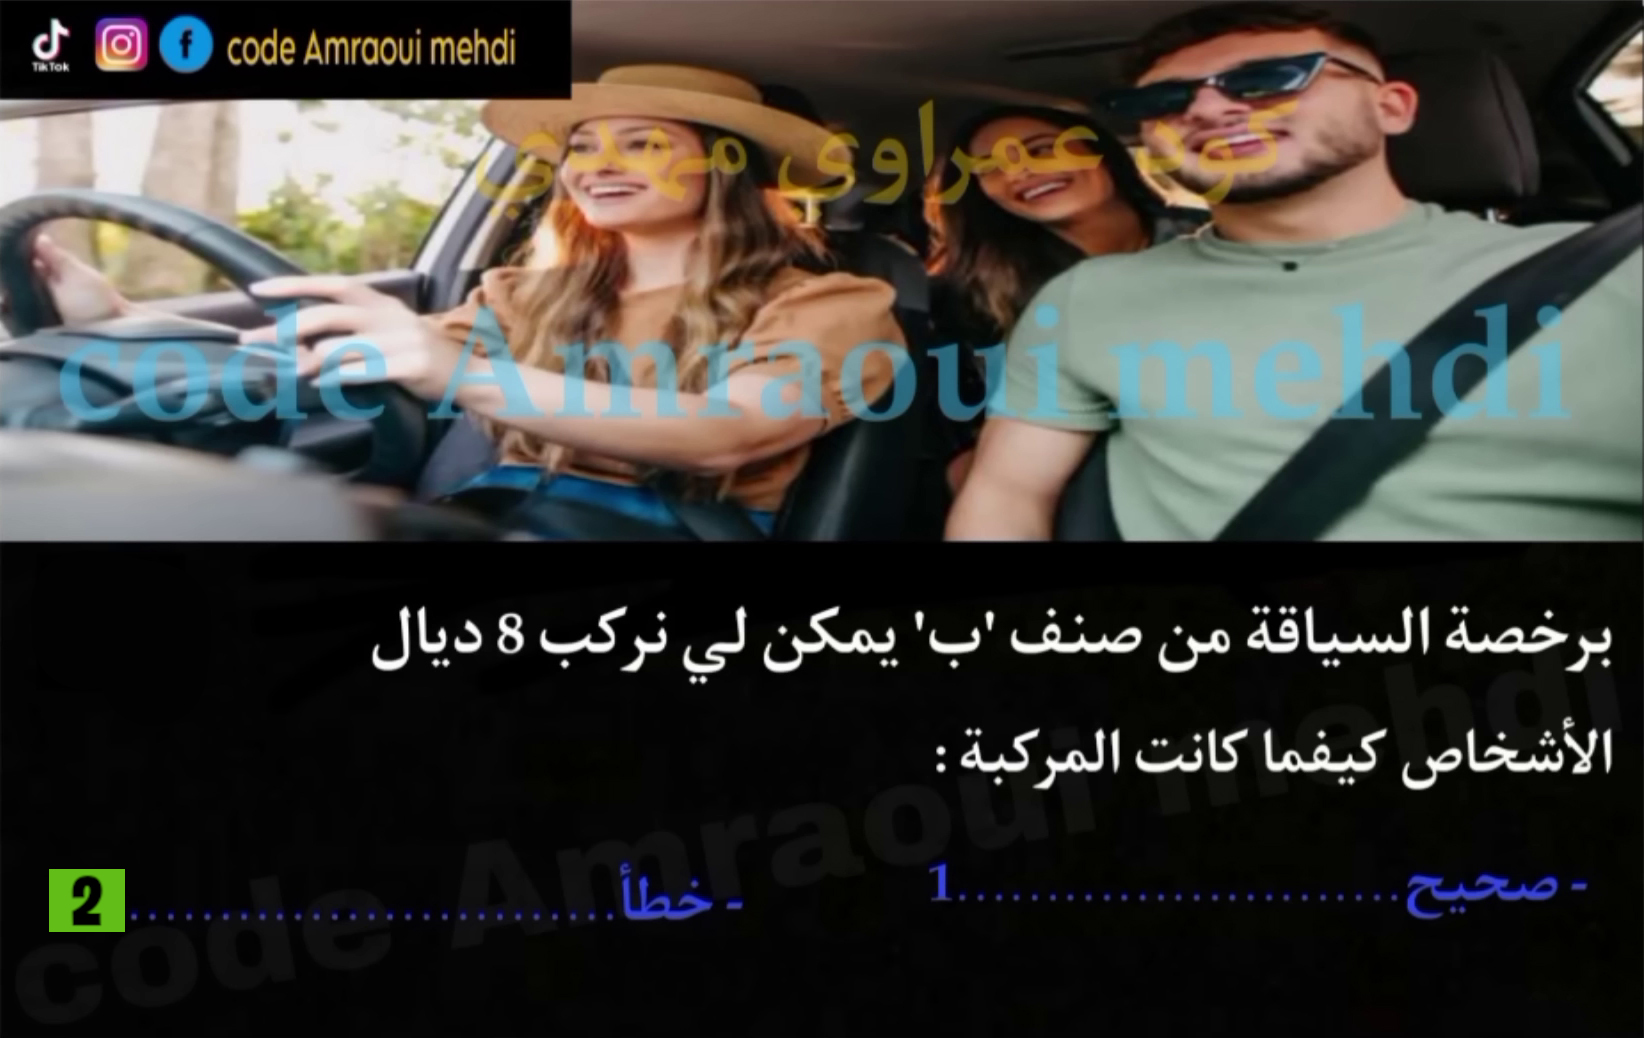 TikTok
code Amraoui mehdi
كود عمراوي مهدي
code Amraoui mehdi
برخصة السياقة من صنف 'ب' يمكن لي نركب 8 ديال
الأشخاص كيفما كانت المركبة :
- صحيح..........................1
- خطأ.............................2
code Amraoui mehdi